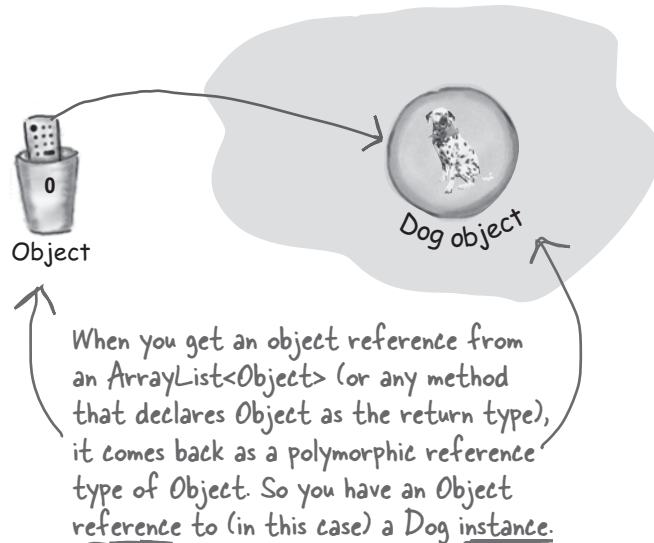 o
Object
Dog object
When you get an object reference from
an ArrayList<Object> (or any method
that declares Object as the return type),
it comes back as a polymorphic reference
type of Object. So you have an Object
reference to (in this case) a Dog instance.